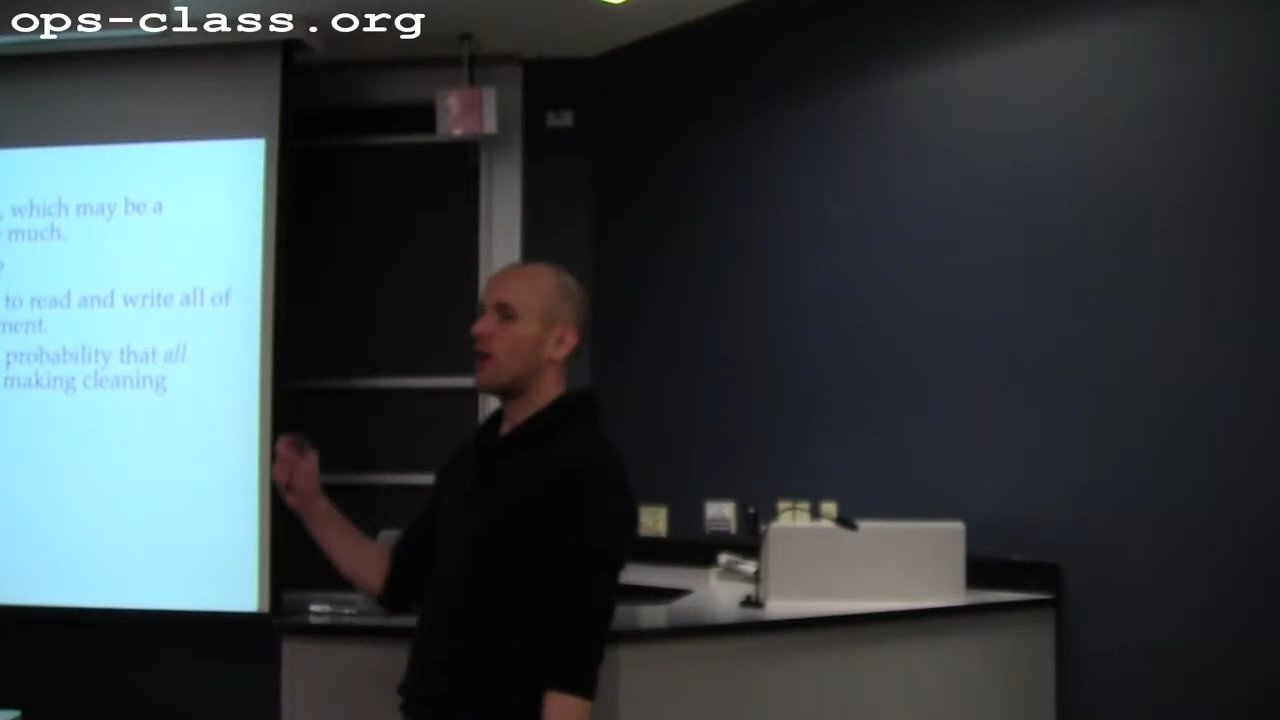 ops-class.org
, which may be a
much.
?
to read and write all of
ment.
probability that all
making cleaning